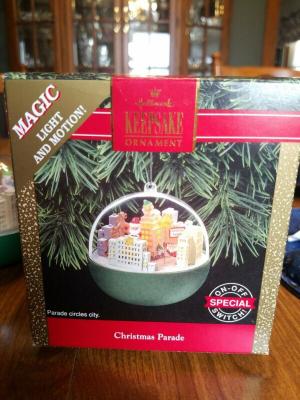 MAGIC
LIGHT
AND MOTION!
Hallmark
KEEPSAKE
ORNAMENT
Parade circles city.
ON-OFF
SPECIAL
SWITCH!
Christmas Parade